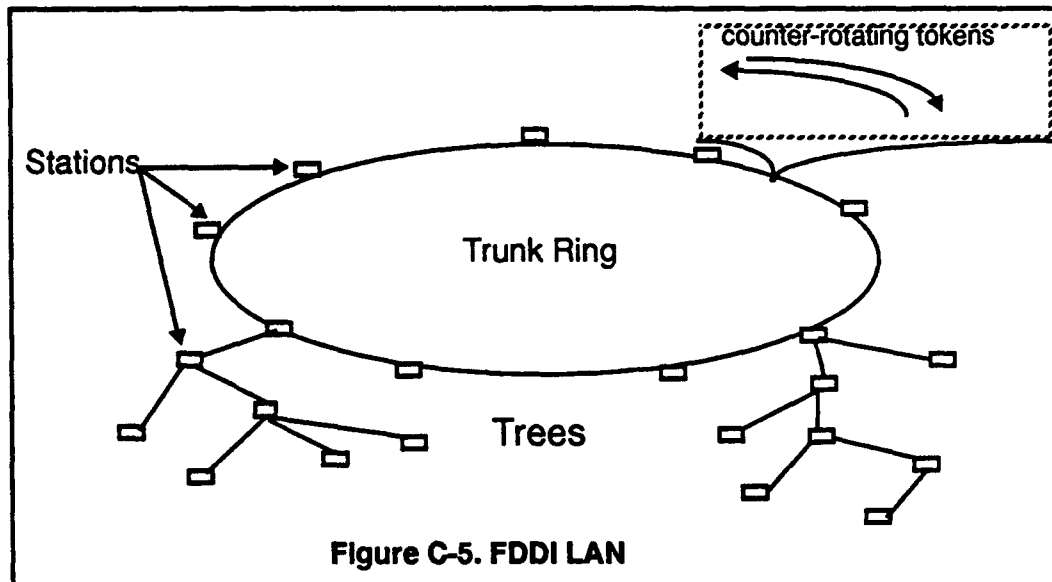 counter-rotating tokens
Stations
Trunk Ring
Trees
Figure C-5. FDDI LAN